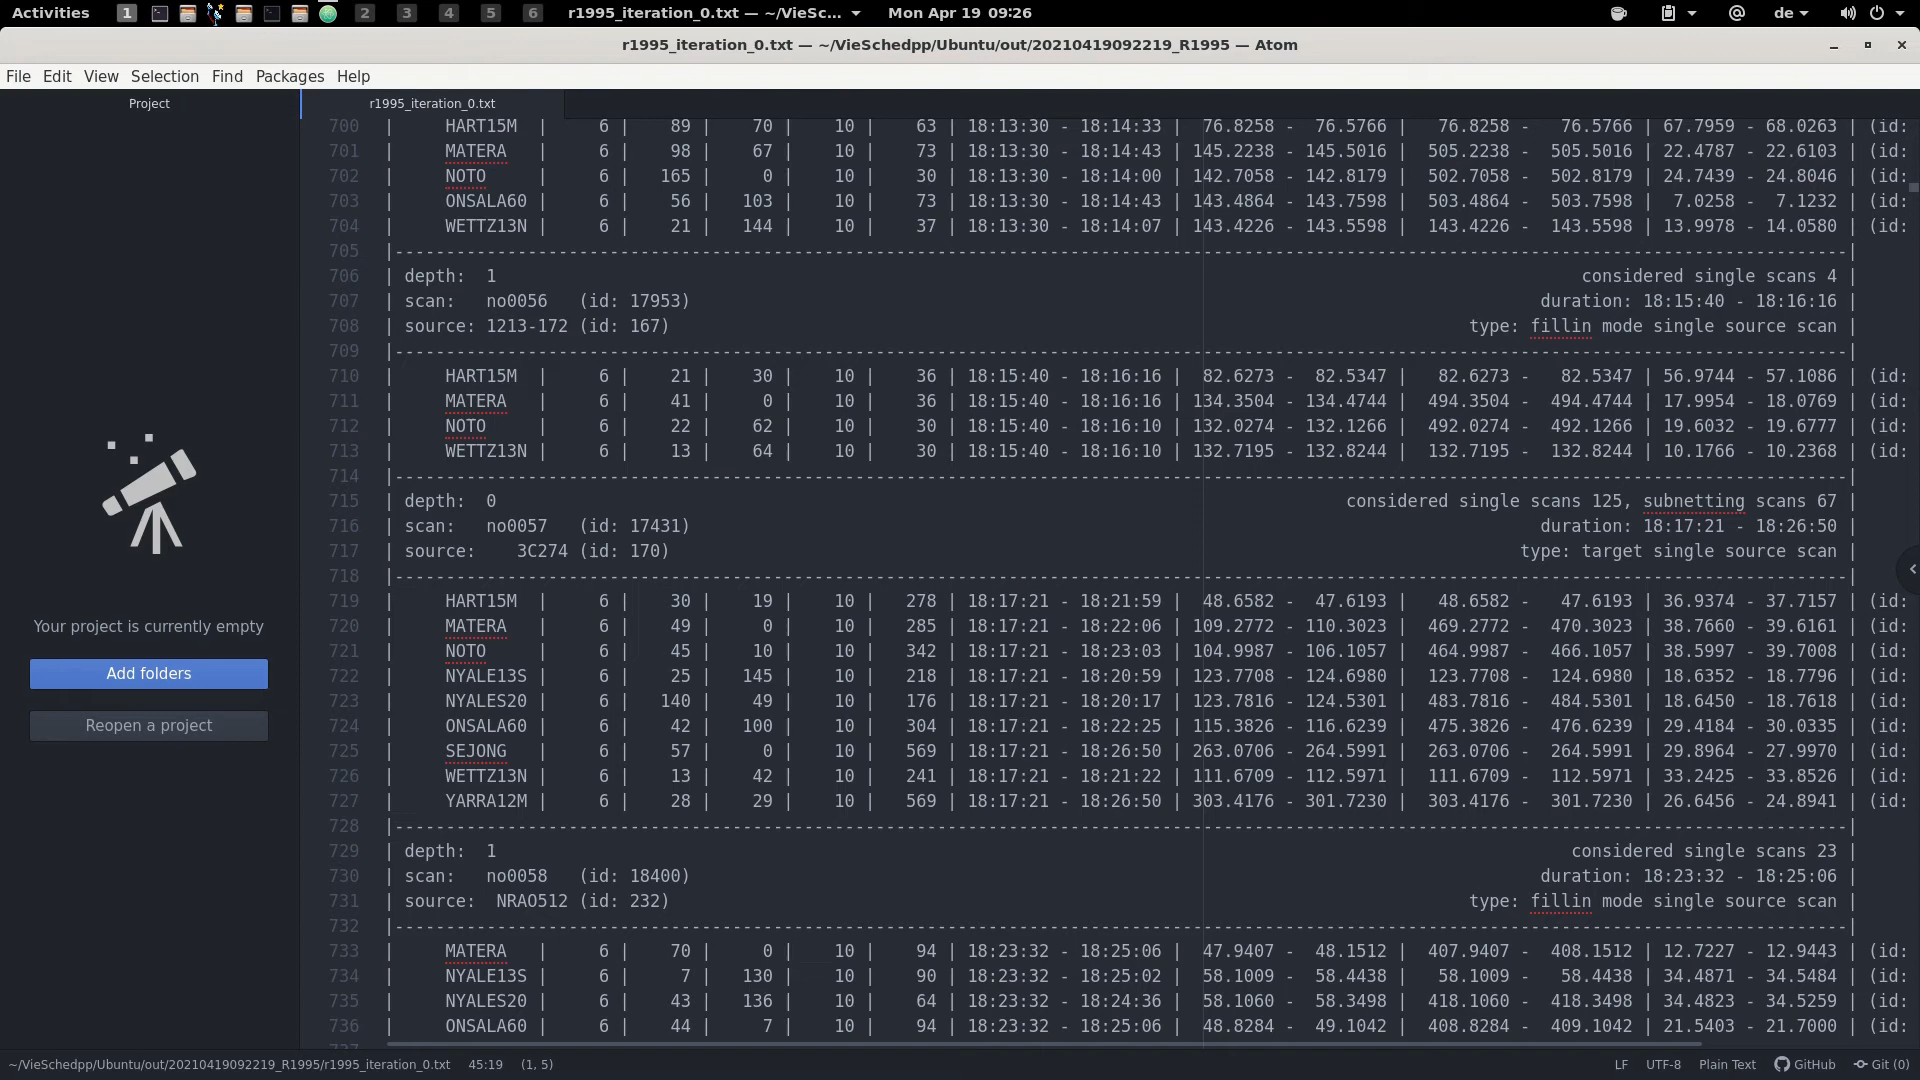 Activities 1 2 3 4 5 6 r1995_iteration_0.txt — ~/VieSc... Mon Apr 19 09:26 de
r1995_iteration_0.txt — ~/VieSchedpp/Ubuntu/out/20210419092219_R1995 — Atom
File Edit View Selection Find Packages Help
Project
r1995_iteration_0.txt
700 | HART15M | 6 | 89 | 70 | 10 | 63 | 18:13:30 - 18:14:33 | 76.8258 - 76.5766 | 76.8258 - 76.5766 | 67.7959 - 68.0263 | (id:
701 | MATERA | 6 | 98 | 67 | 10 | 73 | 18:13:30 - 18:14:43 | 145.2238 - 145.5016 | 505.2238 - 505.5016 | 22.4787 - 22.6103 | (id:
702 | NOTO | 6 | 165 | 0 | 10 | 30 | 18:13:30 - 18:14:00 | 142.7058 - 142.8179 | 502.7058 - 502.8179 | 24.7439 - 24.8046 | (id:
703 | ONSALA60 | 6 | 56 | 103 | 10 | 73 | 18:13:30 - 18:14:43 | 143.4864 - 143.7598 | 503.4864 - 503.7598 | 7.0258 - 7.1232 | (id:
704 | WETTZ13N | 6 | 21 | 144 | 10 | 37 | 18:13:30 - 18:14:07 | 143.4226 - 143.5598 | 143.4226 - 143.5598 | 13.9978 - 14.0580 | (id:
705 |----------------------------------------------------------------------------------------------------------------------------------------------|
706 | depth: 1 considered single scans 4 |
707 | scan: no0056 (id: 17953) duration: 18:15:40 - 18:16:16 |
708 | source: 1213-172 (id: 167) type: fillin mode single source scan |
709 |----------------------------------------------------------------------------------------------------------------------------------------------|
710 | HART15M | 6 | 21 | 30 | 10 | 36 | 18:15:40 - 18:16:16 | 82.6273 - 82.5347 | 82.6273 - 82.5347 | 56.9744 - 57.1086 | (id:
711 | MATERA | 6 | 41 | 0 | 10 | 36 | 18:15:40 - 18:16:16 | 134.3504 - 134.4744 | 494.3504 - 494.4744 | 17.9954 - 18.0769 | (id:
712 | NOTO | 6 | 22 | 62 | 10 | 30 | 18:15:40 - 18:16:10 | 132.0274 - 132.1266 | 492.0274 - 492.1266 | 19.6032 - 19.6777 | (id:
713 | WETTZ13N | 6 | 13 | 64 | 10 | 30 | 18:15:40 - 18:16:10 | 132.7195 - 132.8244 | 132.7195 - 132.8244 | 10.1766 - 10.2368 | (id:
714 |----------------------------------------------------------------------------------------------------------------------------------------------|
715 | depth: 0 considered single scans 125, subnetting scans 67 |
716 | scan: no0057 (id: 17431) duration: 18:17:21 - 18:26:50 |
717 | source: 3C274 (id: 170) type: target single source scan |
718 |----------------------------------------------------------------------------------------------------------------------------------------------|
719 | HART15M | 6 | 30 | 19 | 10 | 278 | 18:17:21 - 18:21:59 | 48.6582 - 47.6193 | 48.6582 - 47.6193 | 36.9374 - 37.7157 | (id:
720 | MATERA | 6 | 49 | 0 | 10 | 285 | 18:17:21 - 18:22:06 | 109.2772 - 110.3023 | 469.2772 - 470.3023 | 38.7660 - 39.6161 | (id:
721 | NOTO | 6 | 45 | 10 | 10 | 342 | 18:17:21 - 18:23:03 | 104.9987 - 106.1057 | 464.9987 - 466.1057 | 38.5997 - 39.7008 | (id:
722 | NYALE13S | 6 | 25 | 145 | 10 | 218 | 18:17:21 - 18:20:59 | 123.7708 - 124.6980 | 123.7708 - 124.6980 | 18.6352 - 18.7796 | (id:
723 | NYALES20 | 6 | 140 | 49 | 10 | 176 | 18:17:21 - 18:20:17 | 123.7816 - 124.5301 | 483.7816 - 484.5301 | 18.6450 - 18.7618 | (id:
724 | ONSALA60 | 6 | 42 | 100 | 10 | 304 | 18:17:21 - 18:22:25 | 115.3826 - 116.6239 | 475.3826 - 476.6239 | 29.4184 - 30.0335 | (id:
725 | SEJONG | 6 | 57 | 0 | 10 | 569 | 18:17:21 - 18:26:50 | 263.0706 - 264.5991 | 263.0706 - 264.5991 | 29.8964 - 27.9970 | (id:
726 | WETTZ13N | 6 | 13 | 42 | 10 | 241 | 18:17:21 - 18:21:22 | 111.6709 - 112.5971 | 111.6709 - 112.5971 | 33.2425 - 33.8526 | (id:
727 | YARRA12M | 6 | 28 | 29 | 10 | 569 | 18:17:21 - 18:26:50 | 303.4176 - 301.7230 | 303.4176 - 301.7230 | 26.6456 - 24.8941 | (id:
728 |----------------------------------------------------------------------------------------------------------------------------------------------|
729 | depth: 1 considered single scans 23 |
730 | scan: no0058 (id: 18400) duration: 18:23:32 - 18:25:06 |
731 | source: NRAO512 (id: 232) type: fillin mode single source scan |
732 |----------------------------------------------------------------------------------------------------------------------------------------------|
733 | MATERA | 6 | 70 | 0 | 10 | 94 | 18:23:32 - 18:25:06 | 47.9407 - 48.1512 | 407.9407 - 408.1512 | 12.7227 - 12.9443 | (id:
734 | NYALE13S | 6 | 7 | 130 | 10 | 90 | 18:23:32 - 18:25:02 | 58.1009 - 58.4438 | 58.1009 - 58.4438 | 34.4871 - 34.5484 | (id:
735 | NYALES20 | 6 | 43 | 136 | 10 | 64 | 18:23:32 - 18:24:36 | 58.1060 - 58.3498 | 418.1060 - 418.3498 | 34.4823 - 34.5259 | (id:
736 | ONSALA60 | 6 | 44 | 7 | 10 | 94 | 18:23:32 - 18:25:06 | 48.8284 - 49.1042 | 408.8284 - 409.1042 | 21.5403 - 21.7000 | (id:
Your project is currently empty
Add folders
Reopen a project
~/VieSchedpp/Ubuntu/out/20210419092219_R1995/r1995_iteration_0.txt 45:19 (1, 5) LF UTF-8 Plain Text GitHub Git (0)